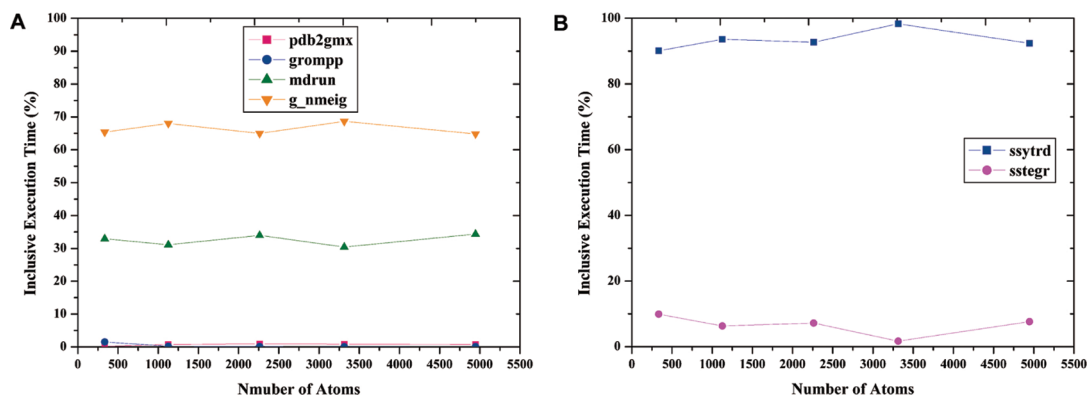 A
Inclusive Execution Time (%)
100
90
80
70
60
50
40
30
20
10
0
pdb2gmx
grompp
mdrun
g_nmeig
0 500 1000 1500 2000 2500 3000 3500 4000 4500 5000 5500
Nmuber of Atoms
B
Inclusive Execution Time (%)
100
80
60
40
20
0
ssytrd
sstegr
0 500 1000 1500 2000 2500 3000 3500 4000 4500 5000 5500
Number of Atoms